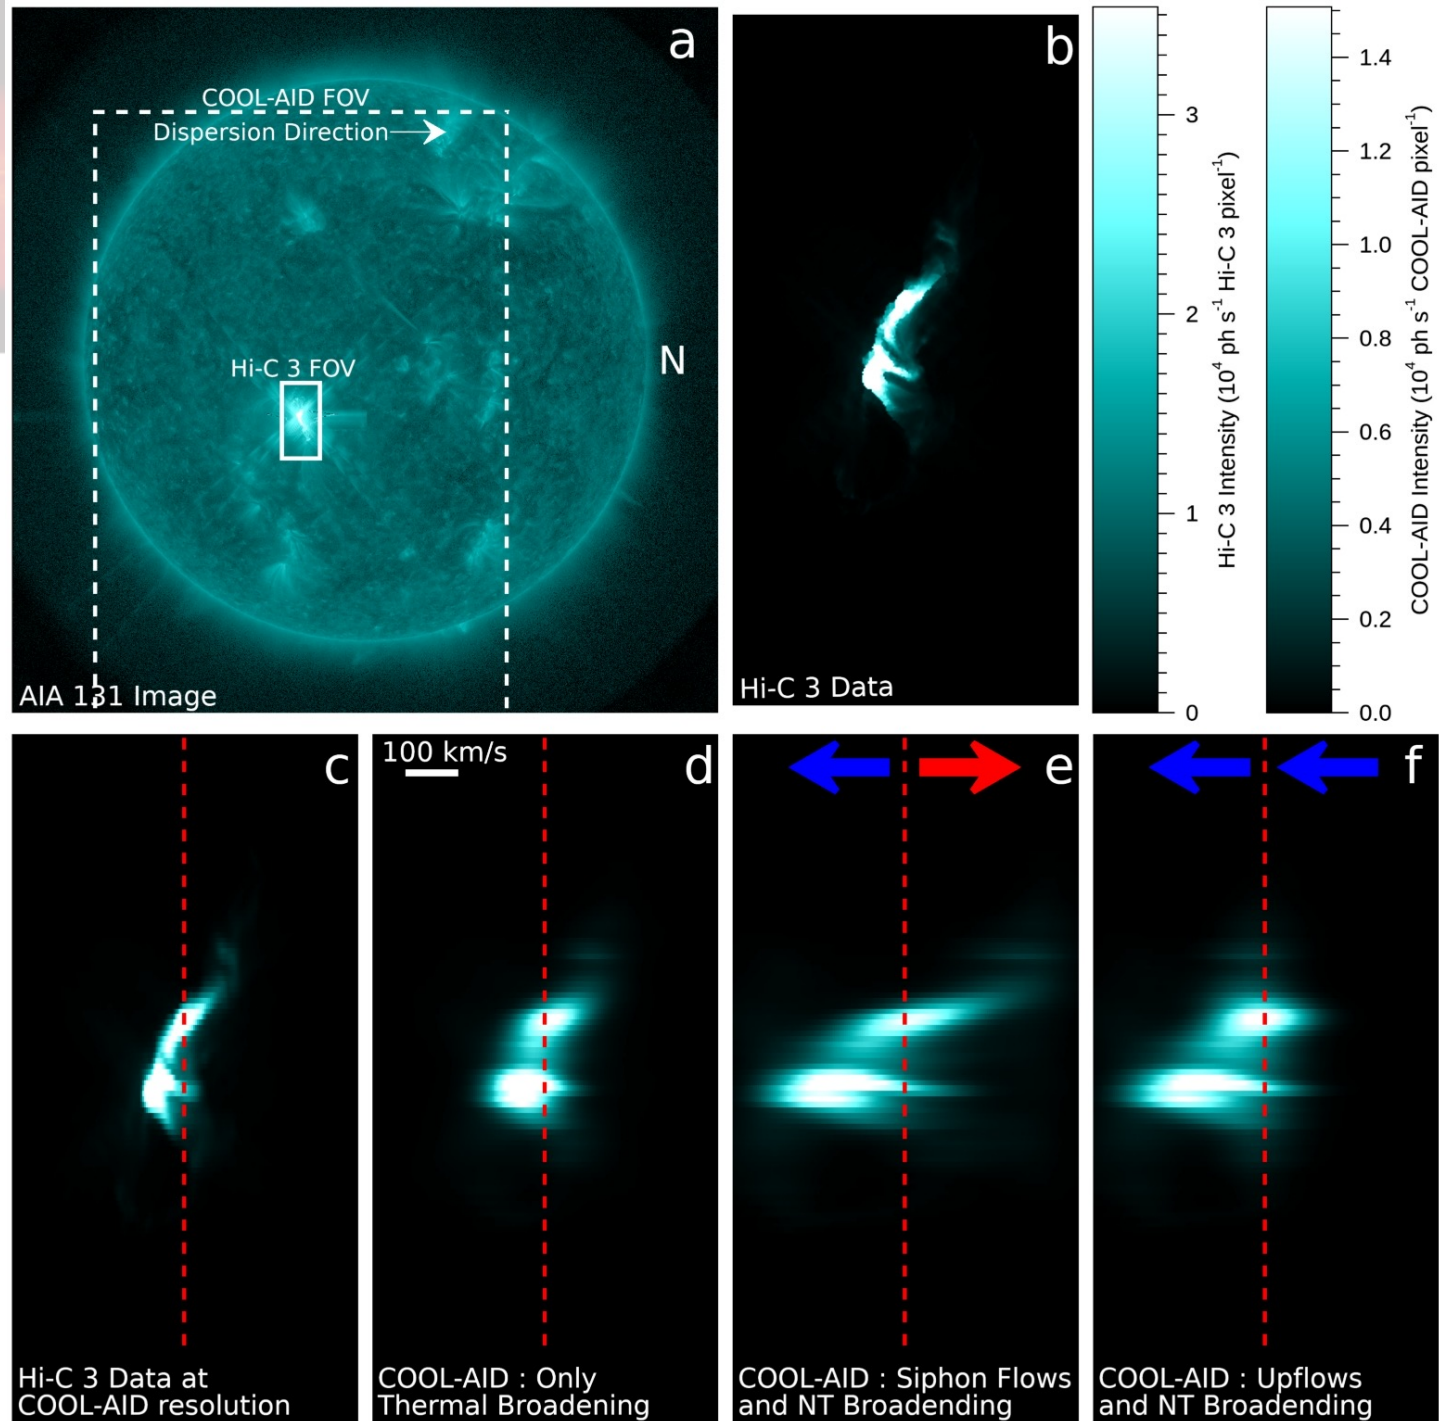 a
COOL-AID FOV
Dispersion Direction
Hi-C 3 FOV
N
AIA 131 Image
b
Hi-C 3 Data
3
2
1
0
Hi-C 3 Intensity (10⁴ ph s⁻¹ Hi-C 3 pixel⁻¹)
1.4
1.2
1.0
0.8
0.6
0.4
0.2
0.0
COOL-AID Intensity (10⁴ ph s⁻¹ COOL-AID pixel⁻¹)
c
Hi-C 3 Data at
COOL-AID resolution
100 km/s
d
COOL-AID : Only
Thermal Broadening
e
COOL-AID : Siphon Flows
and NT Broadending
f
COOL-AID : Upflows
and NT Broadending